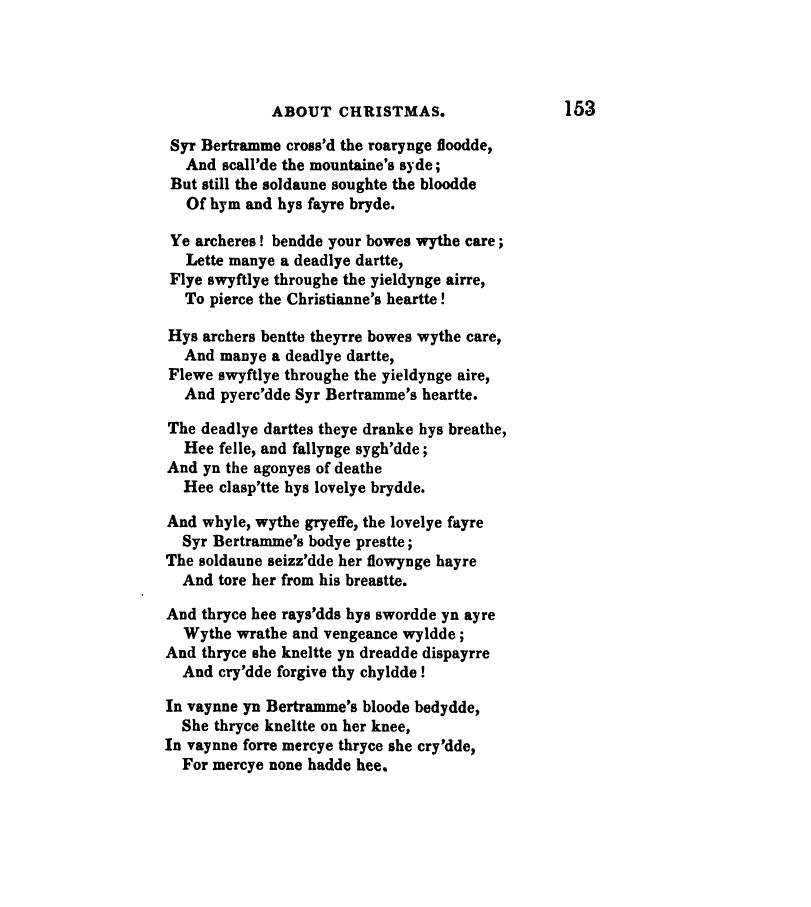 ABOUT CHRISTMAS. 153
Syr Bertramme cross'd the roarynge floodde,
And scall'de the mountaine's syde;
But still the soldaune soughte the bloodde
Of hym and hys fayre bryde.
Ye archeres! bendde your bowes wythe care;
Lette manye a deadlye dartte,
Flye swyftlye throughe the yieldynge airre,
To pierce the Christianne's heartte!
Hys archers bentte theyrre bowes wythe care,
And manye a deadlye dartte,
Flewe swyftlye throughe the yieldynge aire,
And pyerc'dde Syr Bertramme's heartte.
The deadlye darttes theye dranke hys breathe,
Hee felle, and fallynge sygh'dde;
And yn the agonyes of deathe
Hee clasp'tte hys lovelye brydde.
And whyle, wythe gryeffe, the lovelye fayre
Syr Bertramme's bodye prestte;
The soldaune seizz'dde her flowynge hayre
And tore her from his breastte.
And thryce hee rays'dds hys swordde yn ayre
Wythe wrathe and vengeance wyldde;
And thryce she kneltte yn dreadde dispayrre
And cry'dde forgive thy chyldde!
In vaynne yn Bertramme's bloode bedydde,
She thryce kneltte on her knee,
In vaynne forre mercye thryce she cry'dde,
For mercye none hadde hee.